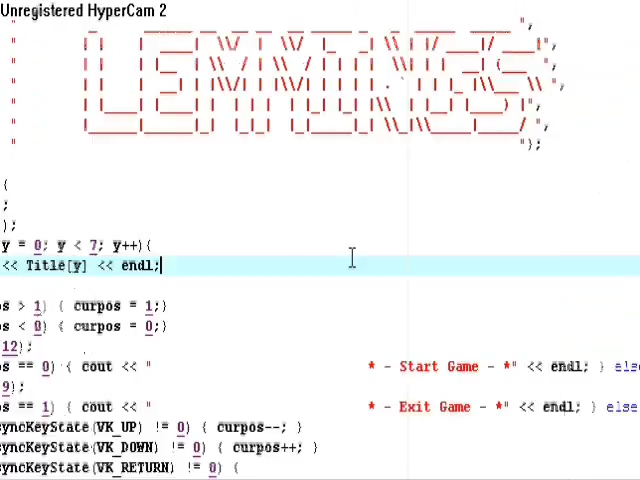 Unregistered HyperCam 2
LEMMINGS
(
;
);
y = 0; y < 7; y++){
<< Title[y] << endl;
os > 1) { curpos = 1;}
os < 0) { curpos = 0;}
12);
os == 0) { cout << " * - Start Game - *" << endl; } else
9);
os == 1) { cout << " * - Exit Game - *" << endl; } else
syncKeyState(VK_UP) != 0) { curpos--; }
syncKeyState(VK_DOWN) != 0) { curpos++; }
syncKeyState(VK_RETURN) != 0) {